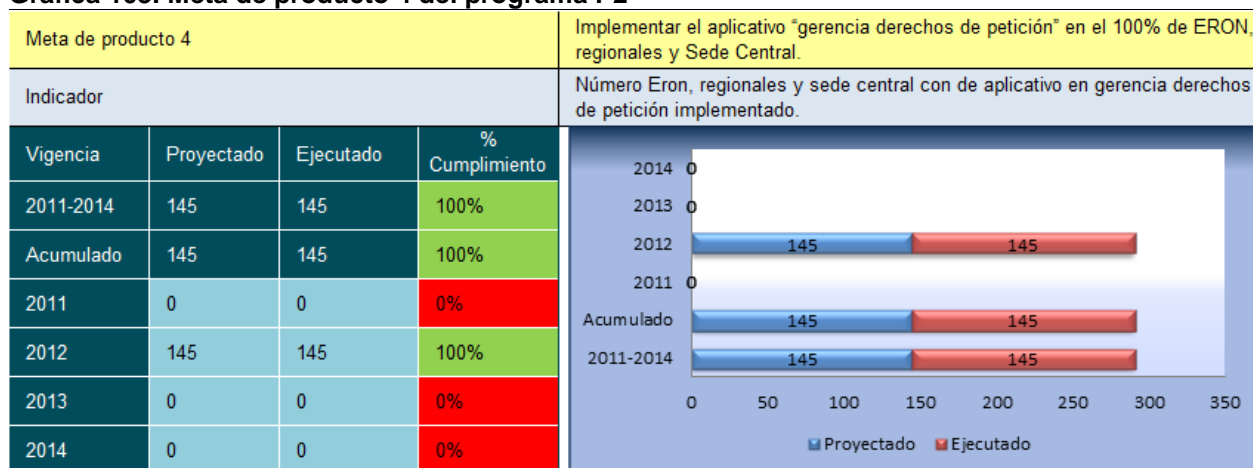 Meta de producto 4
Implementar el aplicativo “gerencia derechos de petición” en el 100% de ERON,
regionales y Sede Central.
Indicador
Número Eron, regionales y sede central con de aplicativo en gerencia derechos
de petición implementado.
Vigencia Proyectado Ejecutado % Cumplimiento
2011-2014 145 145 100%
Acumulado 145 145 100%
2011 0 0 0%
2012 145 145 100%
2013 0 0 0%
2014 0 0 0%
2014 0
2013 0
2012 145 145
2011 0
Acumulado 145 145
2011-2014 145 145
0 50 100 150 200 250 300 350
Proyectado Ejecutado